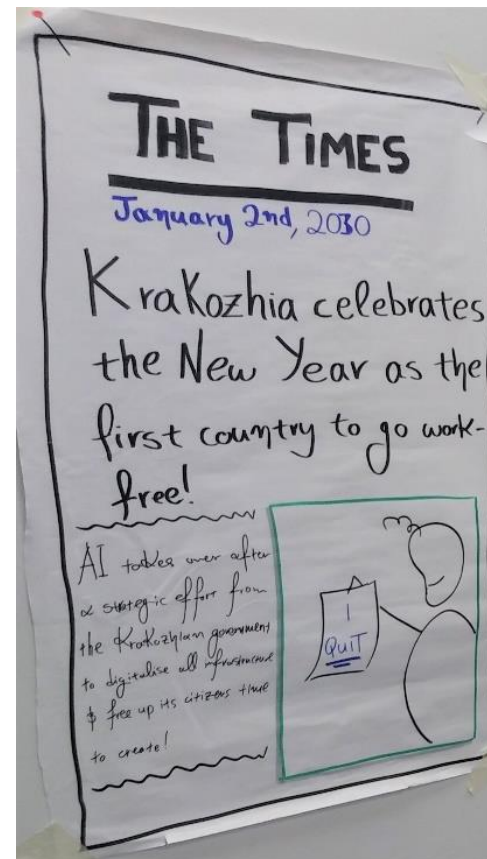 THE TIMES
January 2nd, 2030
Krakozhia celebrates
the New Year as the
first country to go work-
free!
AI takes over after
a strategic effort from
the Krakozhian government
to digitalise all infrastructure
& free up its citizens time
to create!
I
QUIT